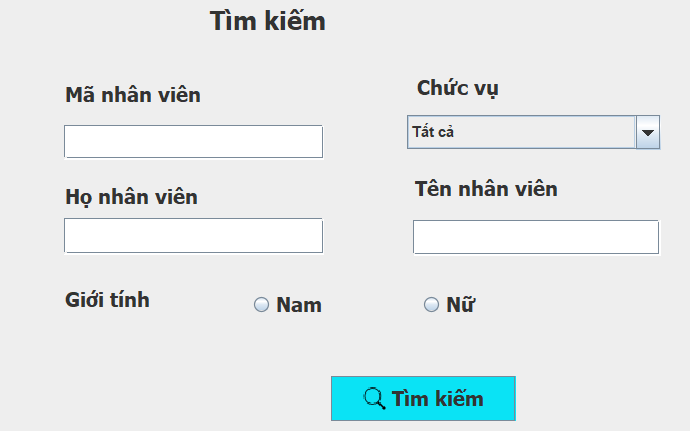 Tìm kiếm
Mã nhân viên
Chức vụ
Tất cả
Họ nhân viên
Tên nhân viên
Giới tính
Nam
Nữ
Tìm kiếm